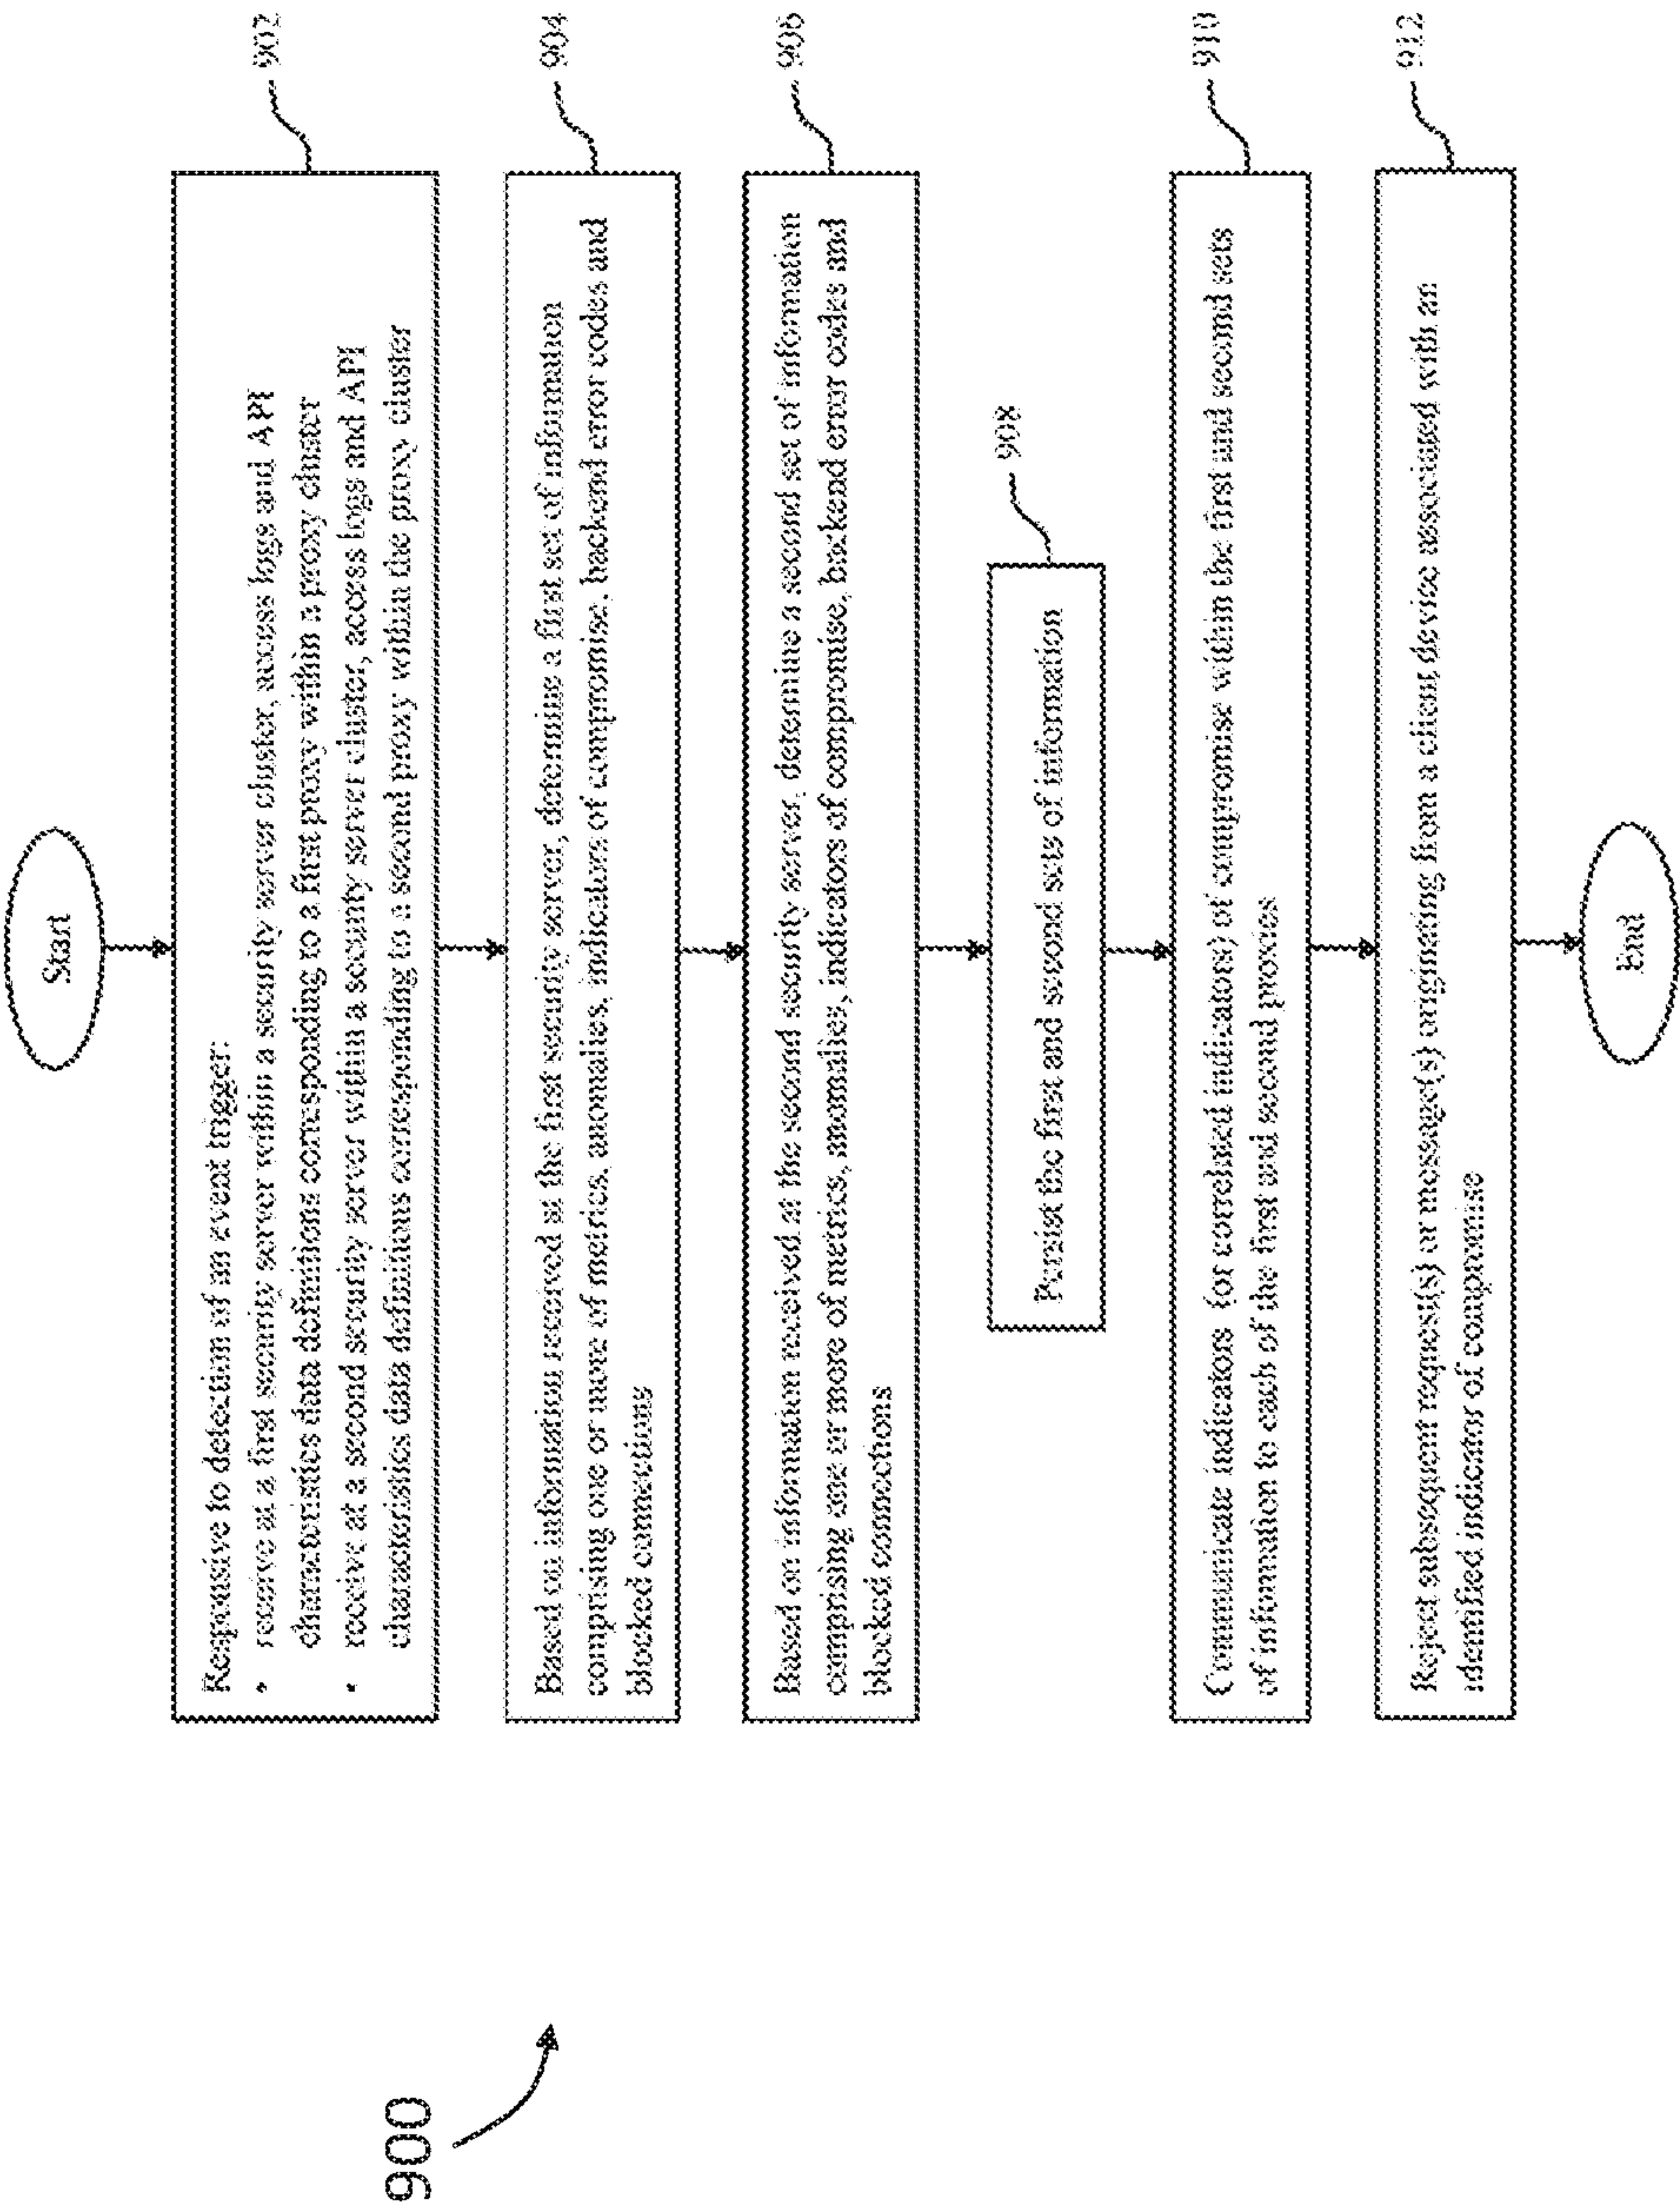 900
Start
902
Responsive to detection of an event trigger:
• receive at a first security server within a security server cluster, access logs and API
characteristics data definitions corresponding to a first proxy within a proxy cluster
• receive at a second security server within a security server cluster, access logs and API
characteristics data definitions corresponding to a second proxy within the proxy cluster
904
Based on information received at the first security server, determine a first set of information
comprising one or more of metrics, anomalies, indicators of compromise, backend error codes and
blocked connections
906
Based on information received at the second security server, determine a second set of information
comprising one or more of metrics, anomalies, indicators of compromise, backend error codes and
blocked connections
908
Persist the first and second sets of information
910
Communicate indicators (or correlated indicators) of compromise within the first and second sets
of information to each of the first and second proxies
912
Reject subsequent request(s) or message(s) originating from a client device associated with an
identified indicator of compromise
End